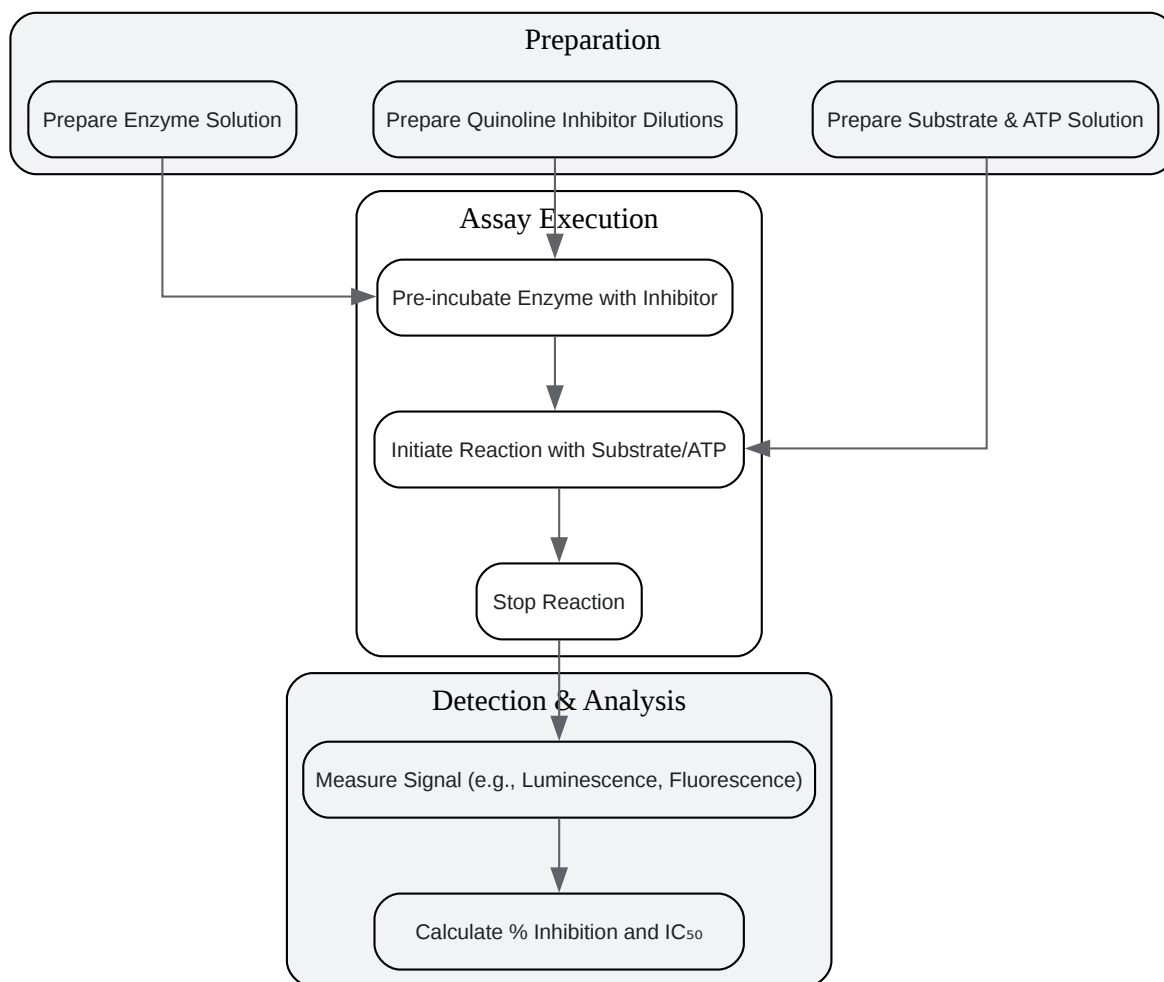 Preparation
Prepare Enzyme Solution
Prepare Quinoline Inhibitor Dilutions
Prepare Substrate & ATP Solution
Assay Execution
Pre-incubate Enzyme with Inhibitor
Initiate Reaction with Substrate/ATP
Stop Reaction
Detection & Analysis
Measure Signal (e.g., Luminescence, Fluorescence)
Calculate % Inhibition and IC₅₀